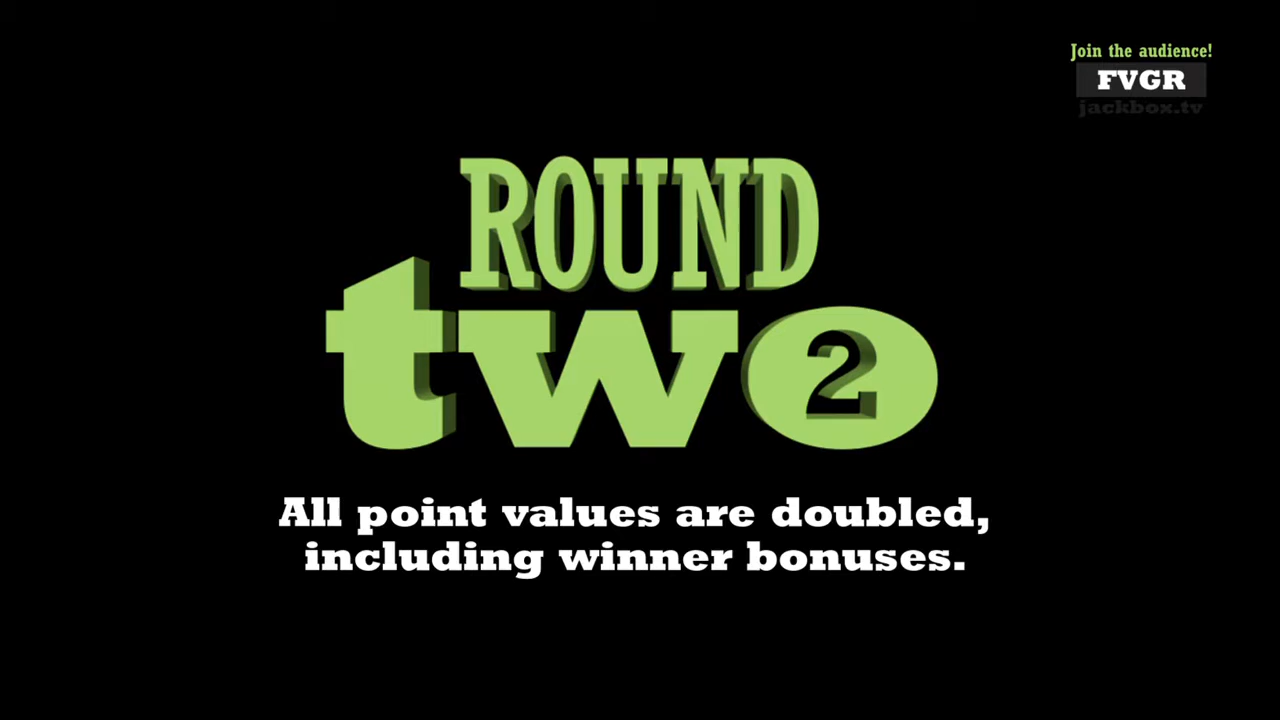 Join the audience!
FVGR
jackbox.tv
ROUND
two
2
All point values are doubled,
including winner bonuses.